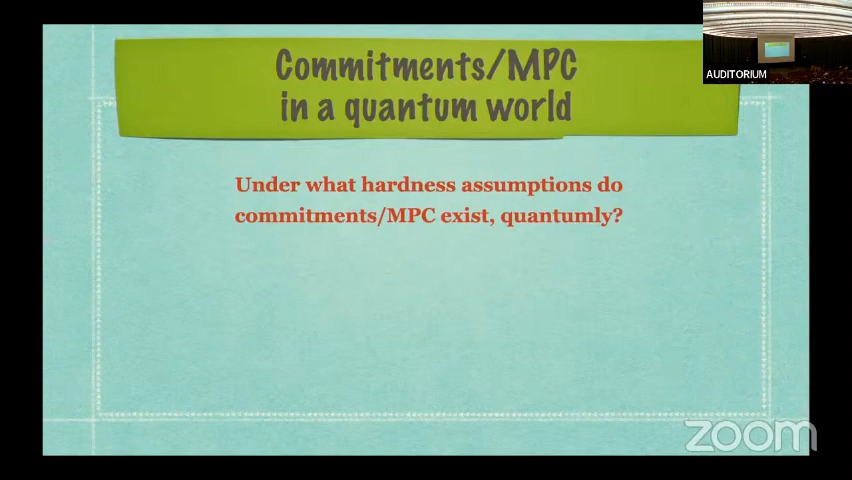 Commitments/MPC
in a quantum world
AUDITORIUM
Under what hardness assumptions do
commitments/MPC exist, quantumly?
zoom